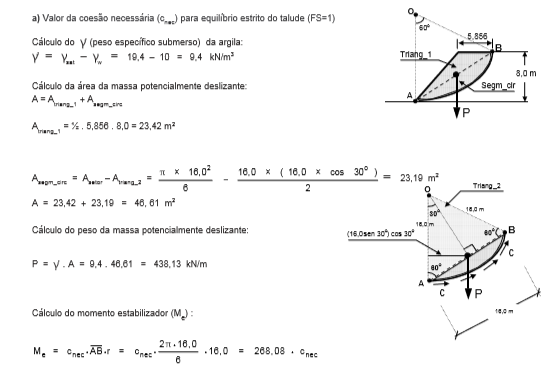 a) Valor da coesão necessária (c_nec) para equilíbrio estrito do talude (FS=1)
O
60°
5,856
B
Triang_1
8,0 m
Segm_cir
A
P
Cálculo do γ' (peso específico submerso) da argila:
γ' = γ_sat – γ_w = 19,4 – 10 = 9,4 kN/m³
Cálculo da área da massa potencialmente deslizante:
A = A_triang_1 + A_segm_circ
A_triang_1 = ½ . 5,856 . 8,0 = 23,42 m²
A_segm_circ = A_setor – A_triang_2 = π × 16,0² / 6 – 16,0 × ( 16,0 × cos 30° ) / 2 = 23,19 m²
A = 23,42 + 23,19 = 46,61 m²
O
Triang_2
30°
16,0 m
16,0 m
(16,0sen 30°) cos 30°
60°
B
60°
A
C
C
P
16,0 m
Cálculo do peso da massa potencialmente deslizante:
P = γ' . A = 9,4 . 46,61 = 438,13 kN/m
Cálculo do momento estabilizador (M_e) :
M_e = c_nec . AB . r = c_nec . 2π . 16,0 / 6 . 16,0 = 268,08 . c_nec